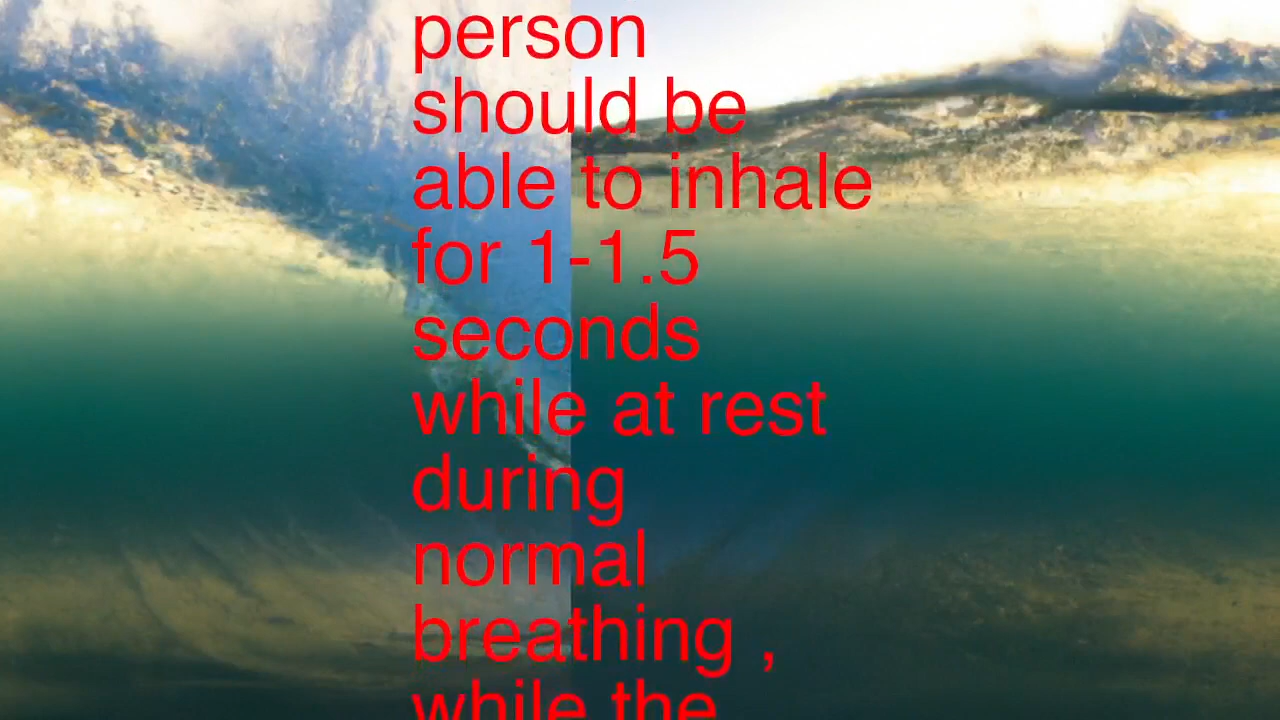 person
should be
able to inhale
for 1-1.5
seconds
while at rest
during
normal
breathing ,
while the